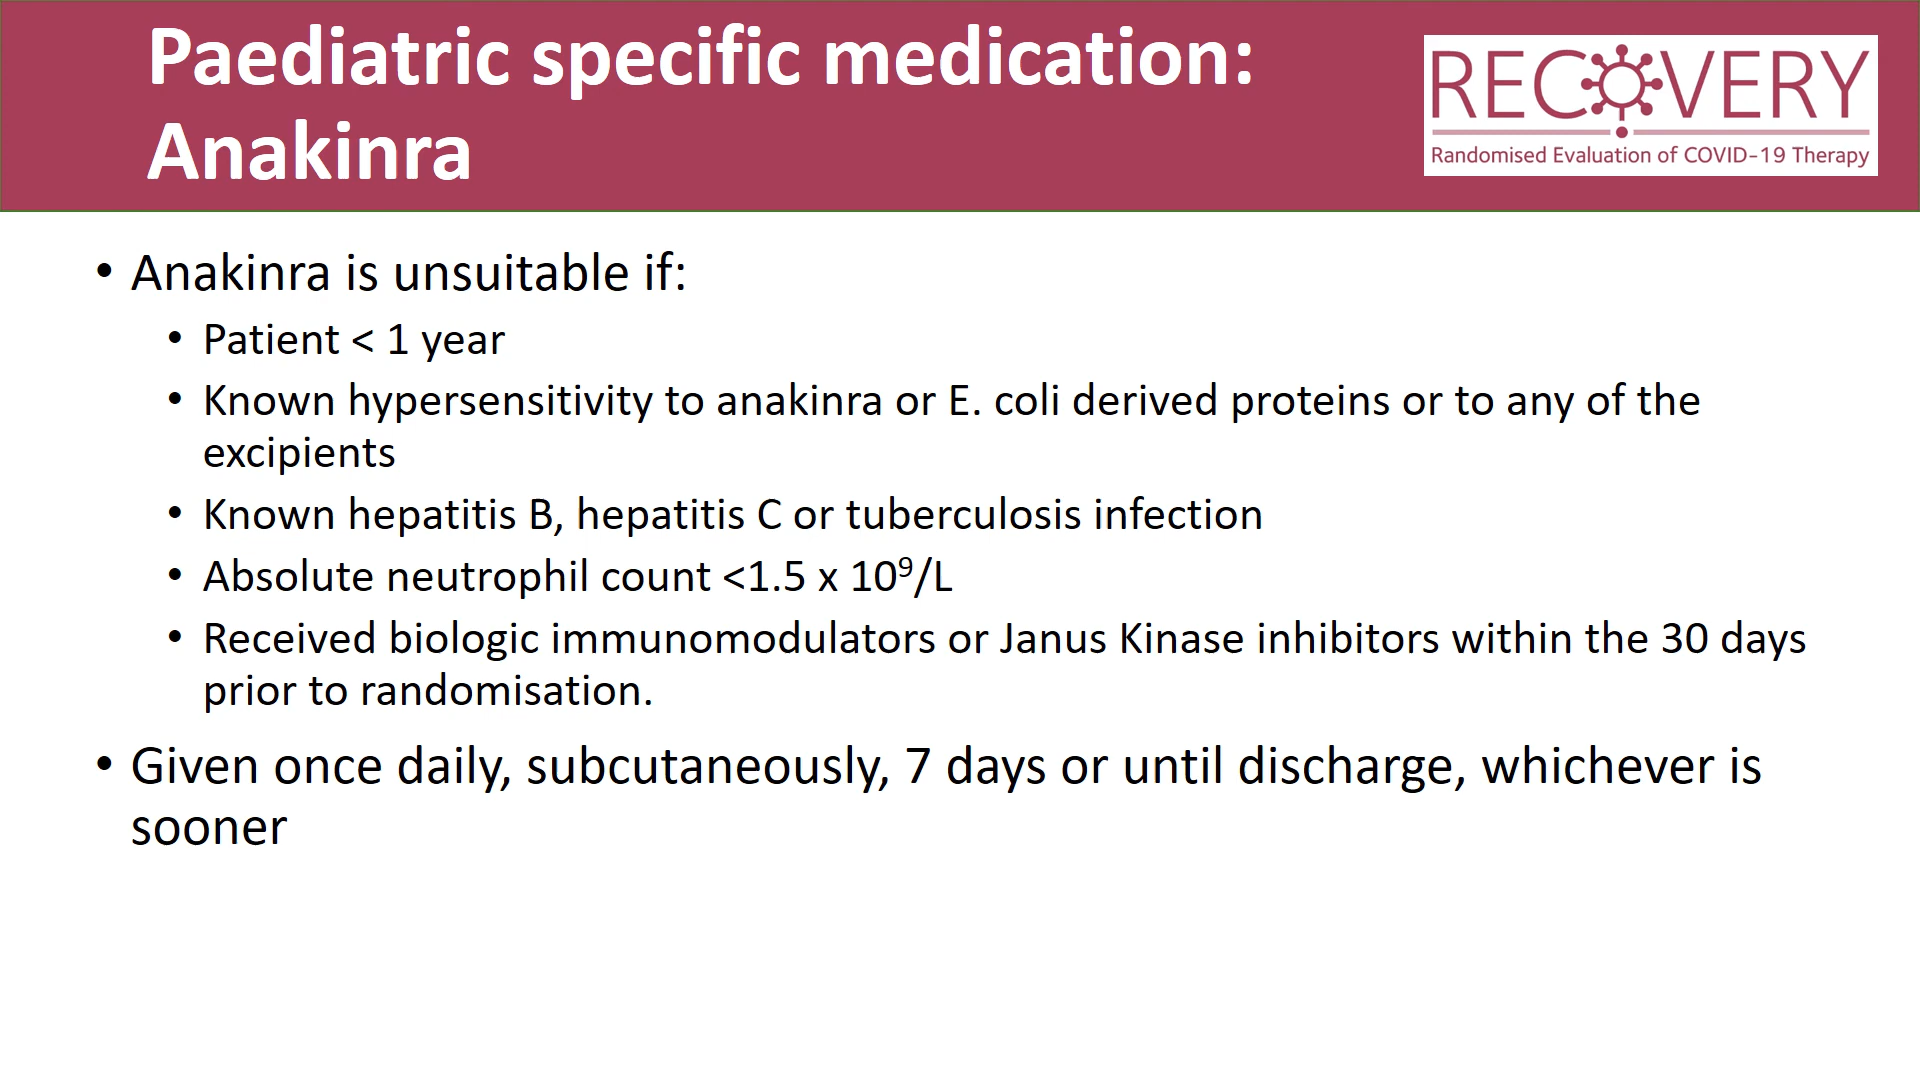 Paediatric specific medication:
Anakinra
RECOVERY
Randomised Evaluation of COVID-19 Therapy
• Anakinra is unsuitable if:
• Patient < 1 year
• Known hypersensitivity to anakinra or E. coli derived proteins or to any of the
excipients
• Known hepatitis B, hepatitis C or tuberculosis infection
• Absolute neutrophil count <1.5 x 10⁹/L
• Received biologic immunomodulators or Janus Kinase inhibitors within the 30 days
prior to randomisation.
• Given once daily, subcutaneously, 7 days or until discharge, whichever is
sooner